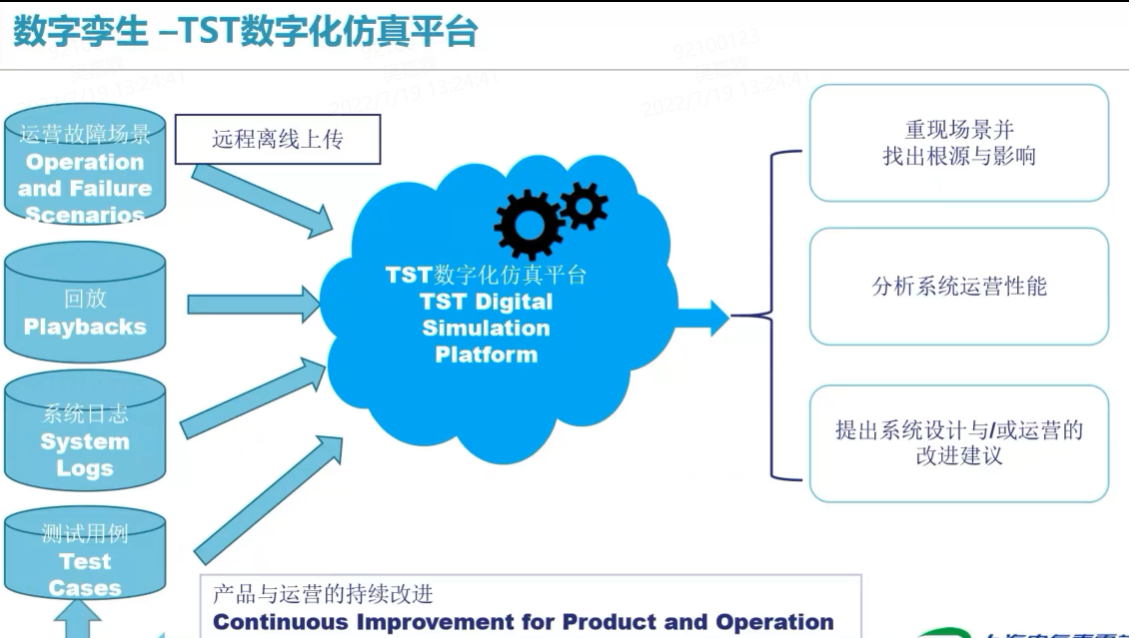 数字孪生 –TST数字化仿真平台
92100123
2022/7/19 13:24:41
2022/7/19 13:24:41
运营故障场景
Operation
and Failure
Scenarios
远程离线上传
回放
Playbacks
系统日志
System
Logs
测试用例
Test
Cases
TST数字化仿真平台
TST Digital
Simulation
Platform
重现场景并
找出根源与影响
分析系统运营性能
提出系统设计与/或运营的
改进建议
产品与运营的持续改进
Continuous Improvement for Product and Operation